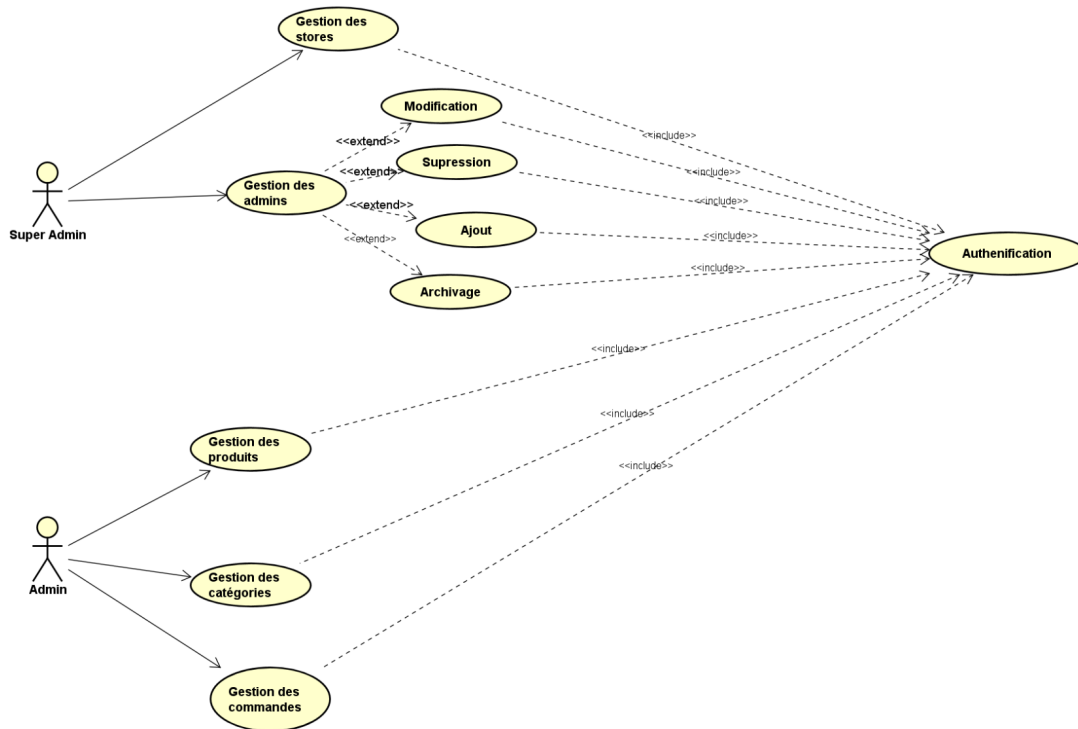 Gestion des
stores
Modification
<<include>>
<<extend>>
Supression
<<include>>
<<extend>>
Super Admin
Gestion des
admins
<<include>>
<<extend>>
Ajout
<<include>>
<<extend>>
Authenification
Archivage
<<include>>
<<include>>
Gestion des
produits
<<include>>
<<include>>
Admin
Gestion des
catégories
Gestion des
commandes